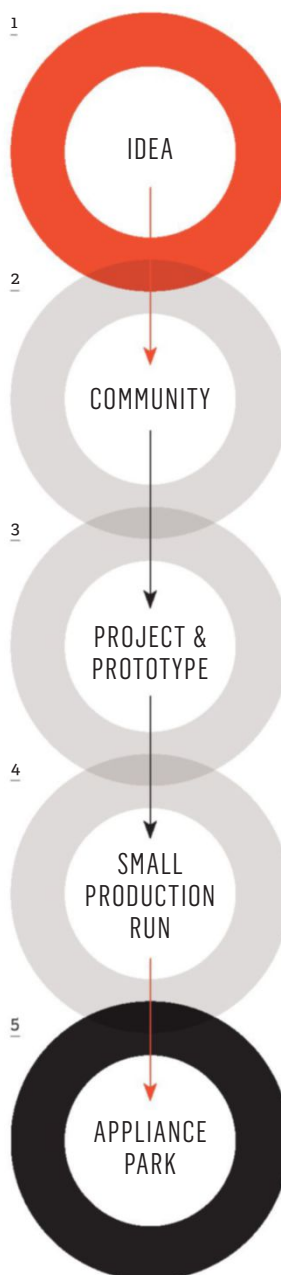 1
IDEA
2
COMMUNITY
3
PROJECT &
PROTOTYPE
4
SMALL
PRODUCTION
RUN
5
APPLIANCE
PARK